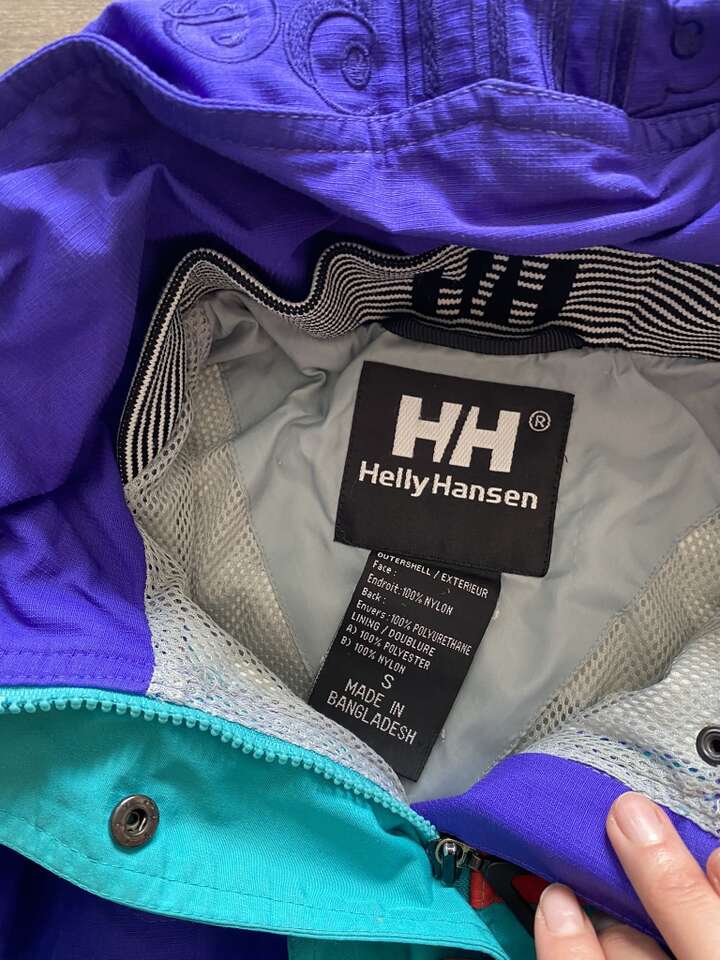 HH
HH®
Helly Hansen
OUTERSHELL / EXTERIEUR
Face :
Endroit: 100% NYLON
Back :
Envers : 100% POLYURETHANE
LINING / DOUBLURE
A) 100% POLYESTER
B) 100% NYLON
S
MADE IN
BANGLADESH